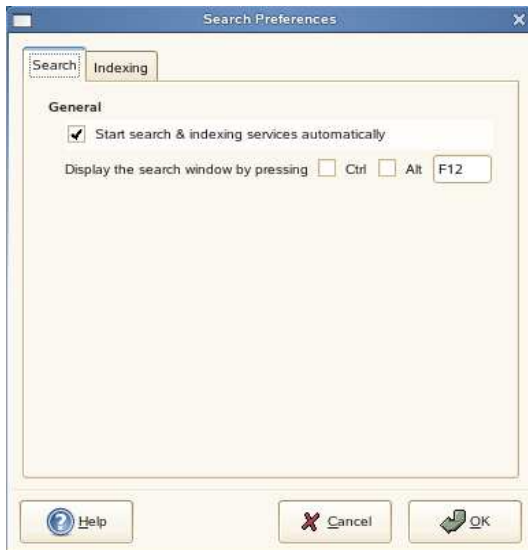 Search Preferences
Search Indexing
General
Start search & indexing services automatically
Display the search window by pressing Ctrl Alt F12
Help Cancel OK